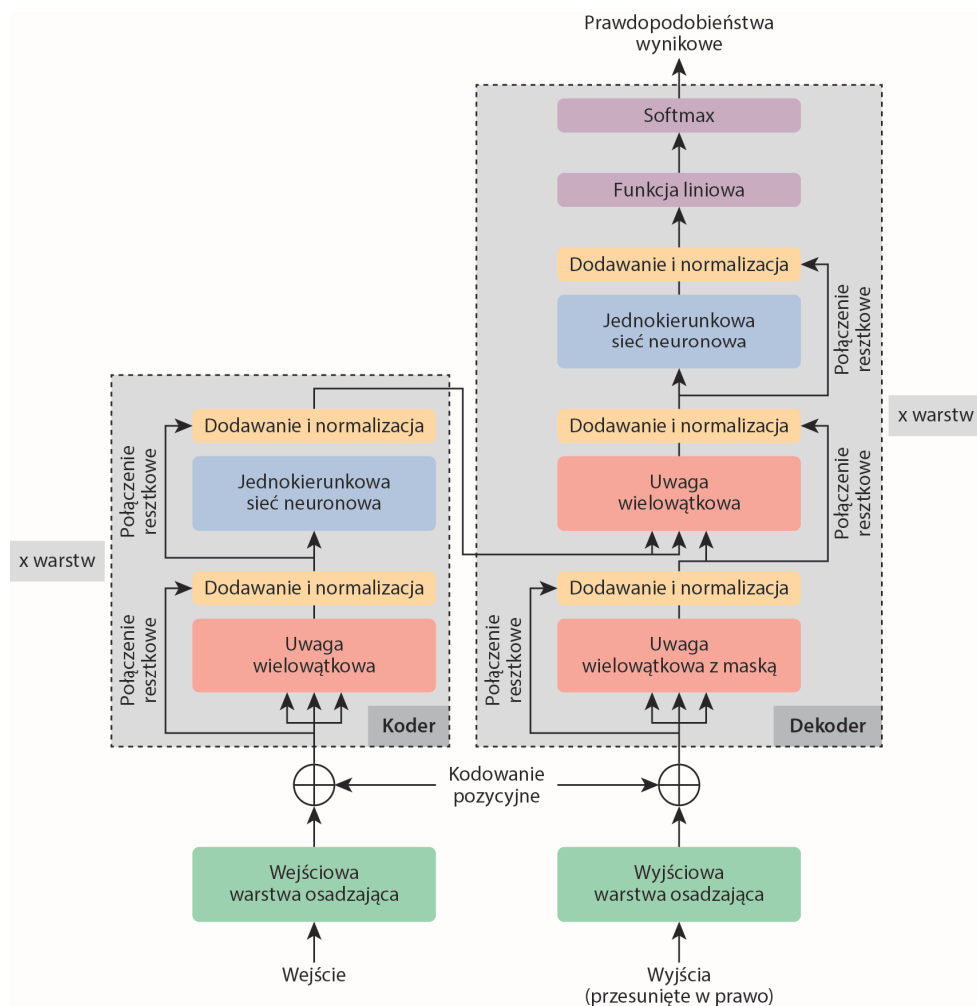 Prawdopodobieństwa
wynikowe
Softmax
Funkcja liniowa
Dodawanie i normalizacja
Jednokierunkowa
sieć neuronowa
Połączenie
resztkowe
Dodawanie i normalizacja
Uwaga
wielowątkowa
Połączenie
resztkowe
x warstw
Dodawanie i normalizacja
Uwaga
wielowątkowa z maską
Połączenie
resztkowe
Dekoder
Dodawanie i normalizacja
Jednokierunkowa
sieć neuronowa
Połączenie
resztkowe
x warstw
Dodawanie i normalizacja
Uwaga
wielowątkowa
Połączenie
resztkowe
Koder
Kodowanie
pozycyjne
Wejściowa
warstwa osadzająca
Wyjściowa
warstwa osadzająca
Wejście
Wyjścia
(przesunięte w prawo)